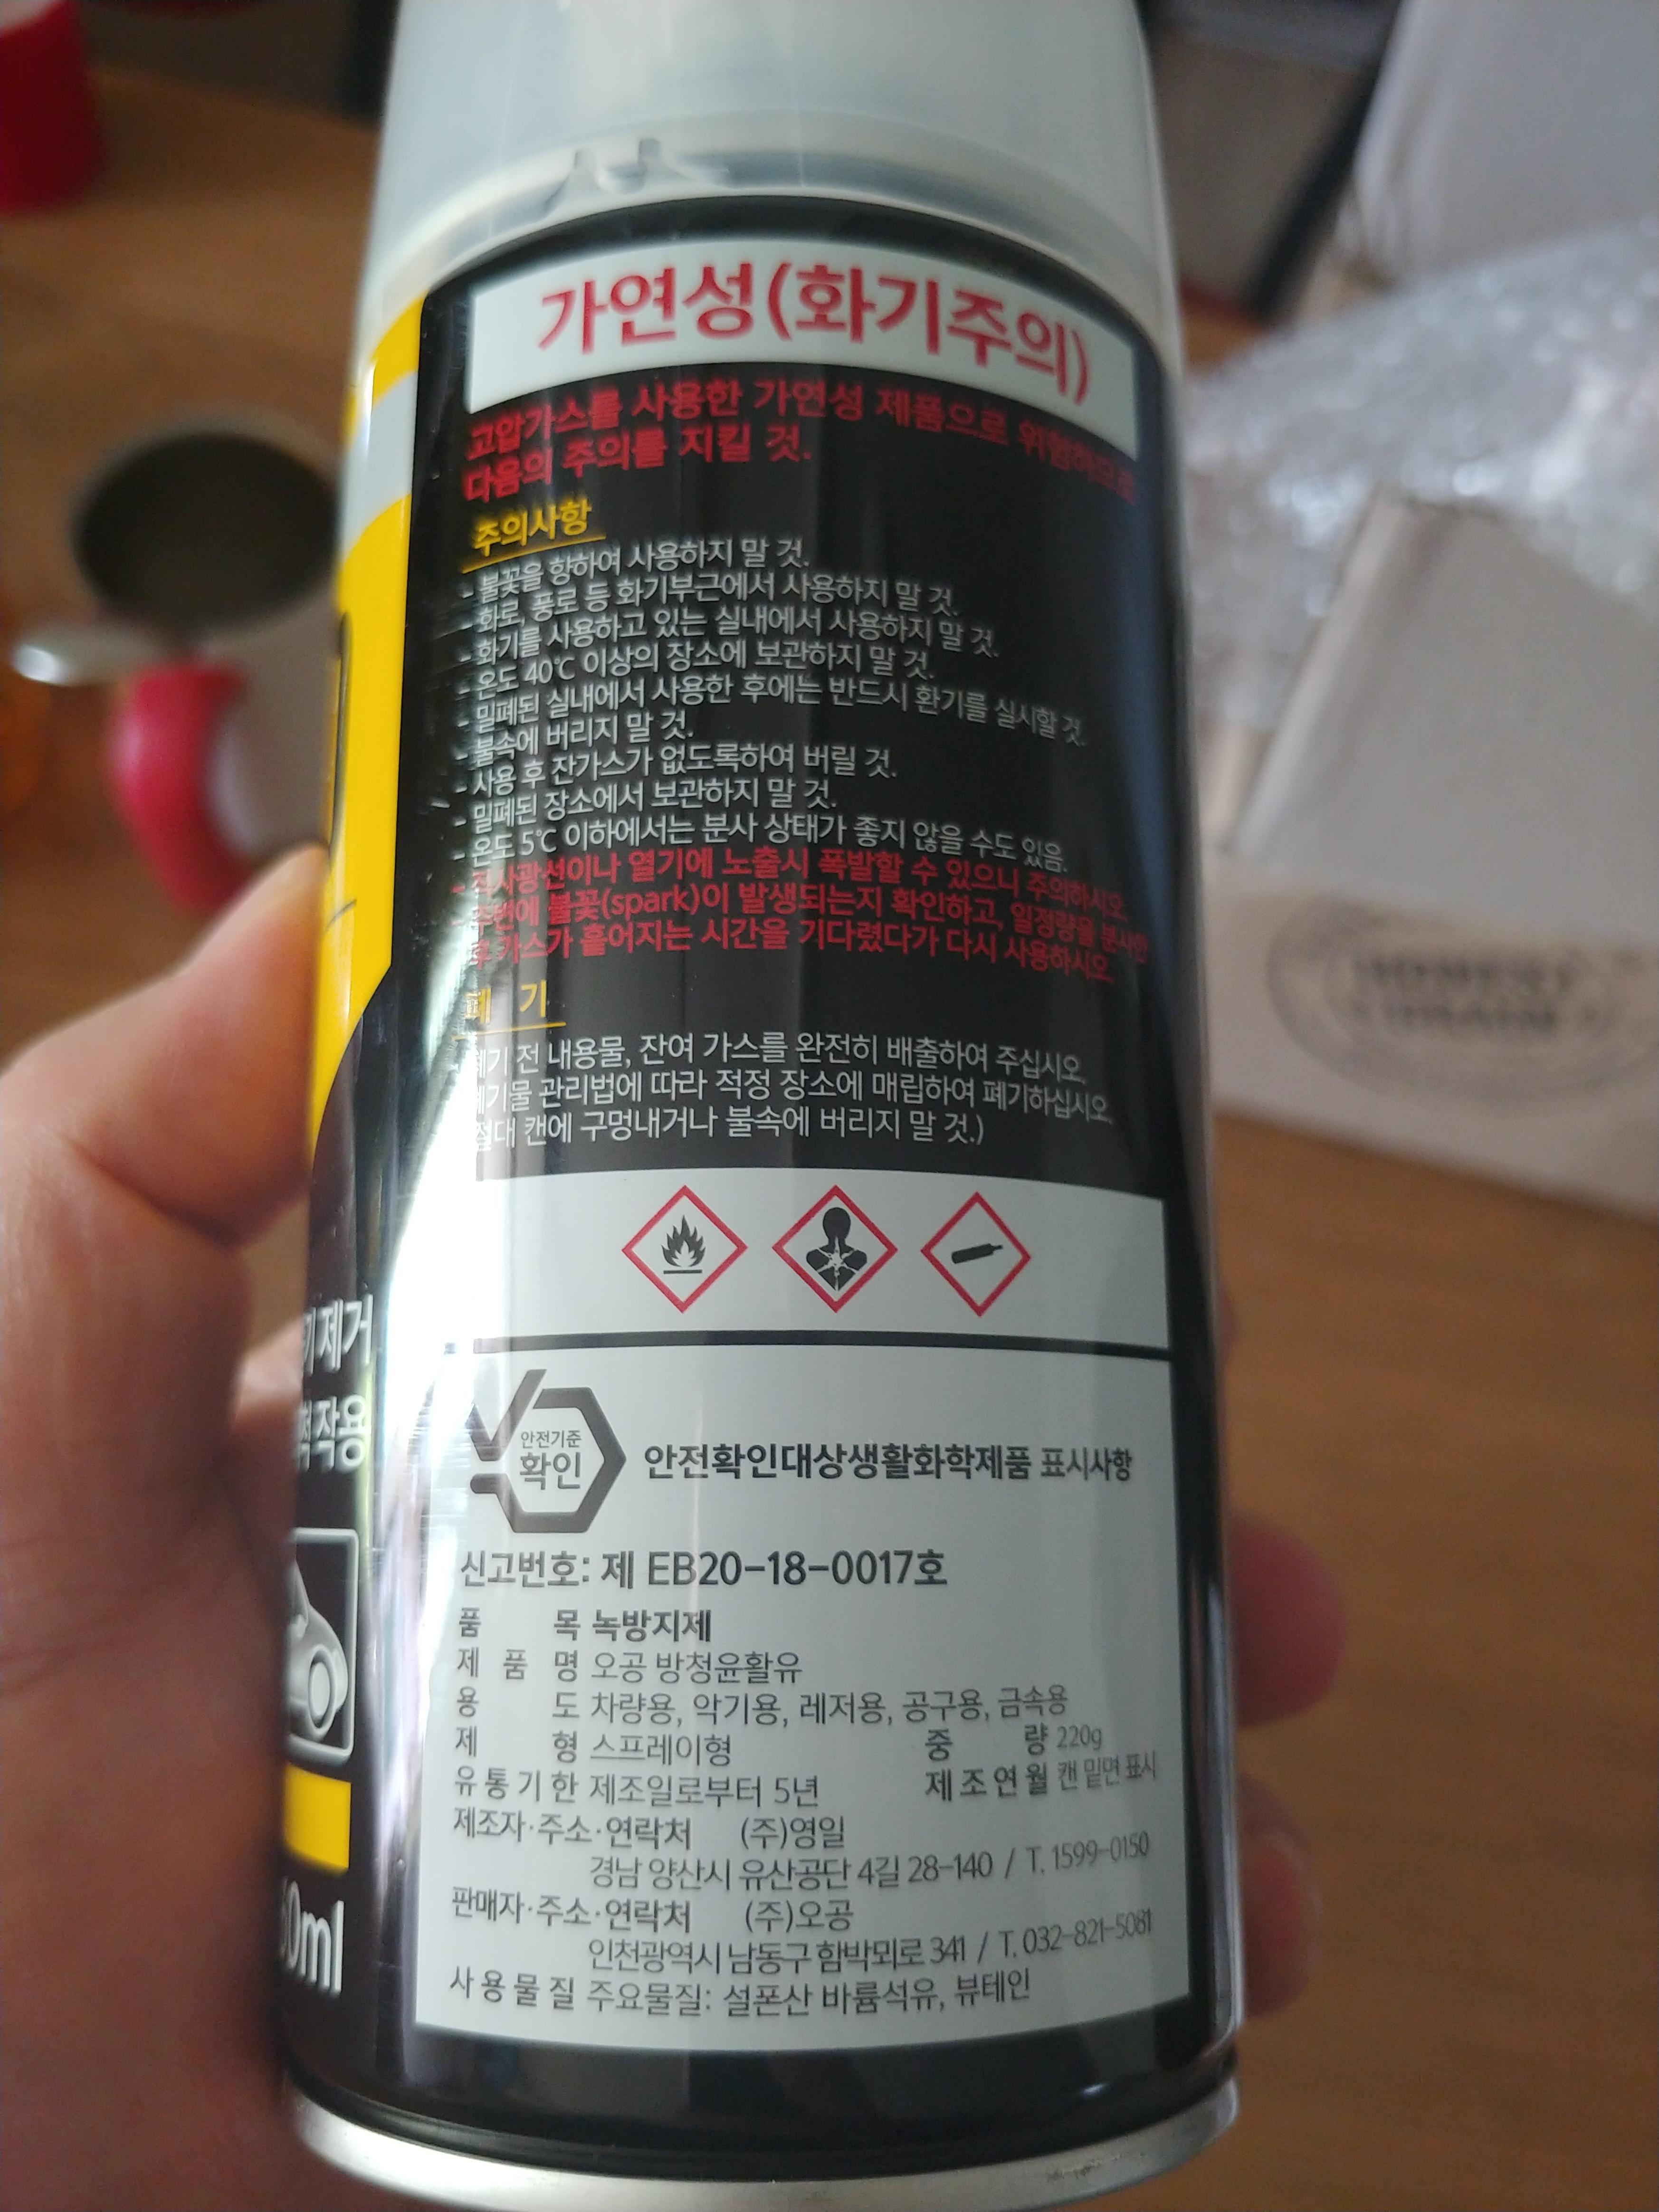 가연성(화기주의)
고압가스를 사용한 가연성 제품으로 위험하므로
다음의 주의를 지킬 것.
주의사항
- 불꽃을 향하여 사용하지 말 것.
- 화로, 풍로 등 화기부근에서 사용하지 말 것.
- 화기를 사용하고 있는 실내에서 사용하지 말 것.
- 온도 40℃ 이상의 장소에 보관하지 말 것.
- 밀폐된 실내에서 사용한 후에는 반드시 환기를 실시할 것.
- 불속에 버리지 말 것.
- 사용 후 잔가스가 없도록하여 버릴 것.
- 밀폐된 장소에서 보관하지 말 것.
- 온도 5℃ 이하에서는 분사 상태가 좋지 않을 수도 있음.
- 직사광선이나 열기에 노출시 폭발할 수 있으니 주의하시오.
- 주변에 불꽃(spark)이 발생되는지 확인하고, 일정량을 분사한
후 가스가 흩어지는 시간을 기다렸다가 다시 사용하시오.
폐 기
폐기 전 내용물, 잔여 가스를 완전히 배출하여 주십시오.
폐기물 관리법에 따라 적정 장소에 매립하여 폐기하십시오.
절대 캔에 구멍내거나 불속에 버리지 말 것.)
제거
작용
안전기준
확인
안전확인대상생활화학제품 표시사항
신고번호: 제 EB20-18-0017호
품 목 녹방지제
제 품 명 오공 방청윤활유
용 도 차량용, 악기용, 레저용, 공구용, 금속용
제 형 스프레이형 중 량 220g
유통기한 제조일로부터 5년 제조연월 캔 밑면 표시
제조자·주소·연락처 (주)영일
경남 양산시 유산공단 4길 28-140 / T. 1599-0150
판매자·주소·연락처 (주)오공
인천광역시 남동구 함박뫼로 341 / T. 032-821-5081
사용물질 주요물질: 설폰산 바륨석유, 뷰테인
0ml